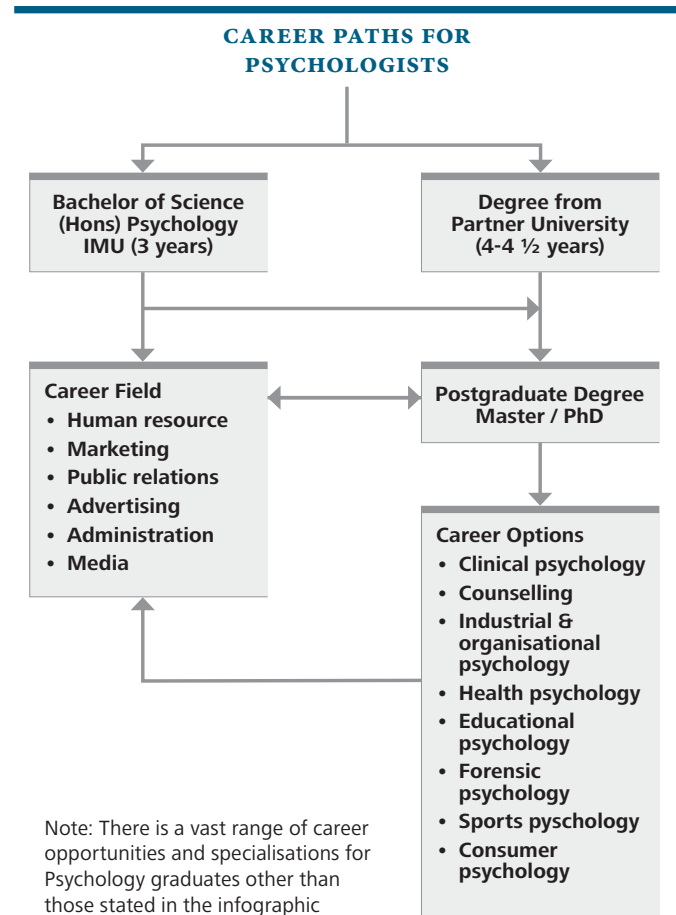 CAREER PATHS FOR
PSYCHOLOGISTS
Bachelor of Science
(Hons) Psychology
IMU (3 years)
Degree from
Partner University
(4-4 ½ years)
Career Field
• Human resource
• Marketing
• Public relations
• Advertising
• Administration
• Media
Postgraduate Degree
Master / PhD
Career Options
• Clinical psychology
• Counselling
• Industrial &
organisational
psychology
• Health psychology
• Educational
psychology
• Forensic
psychology
• Sports pyschology
• Consumer
psychology
Note: There is a vast range of career
opportunities and specialisations for
Psychology graduates other than
those stated in the infographic